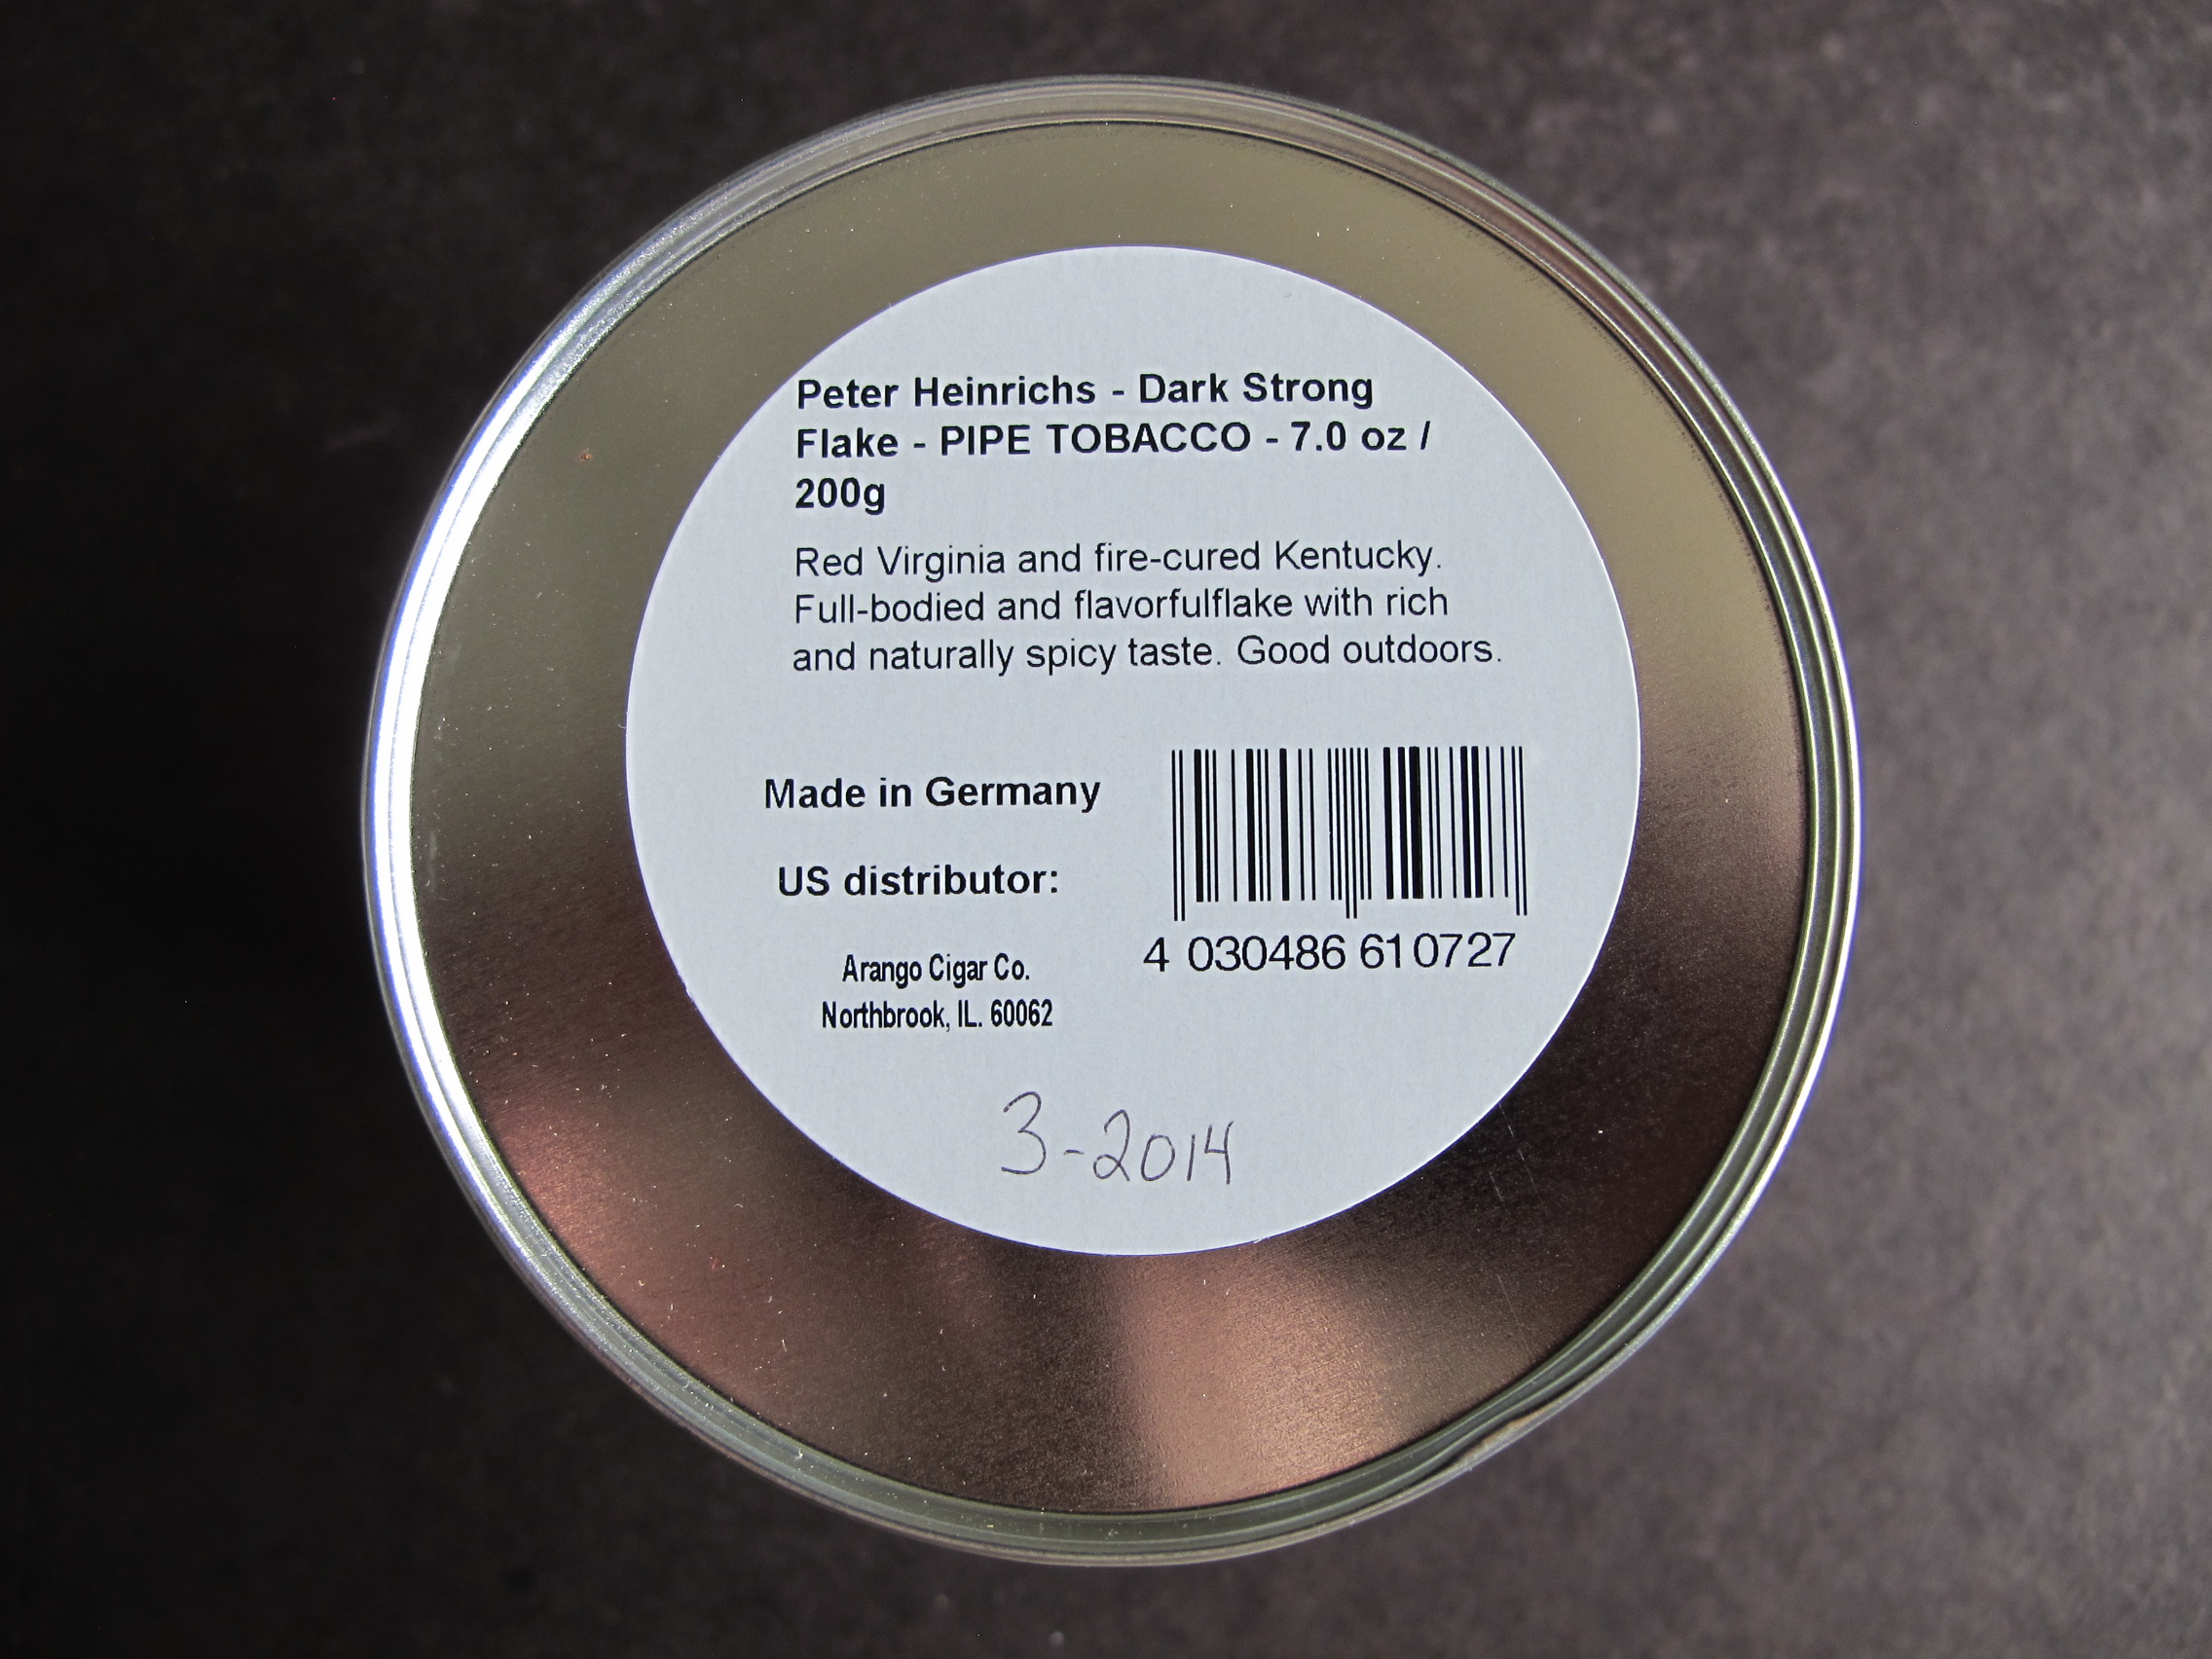 Peter Heinrichs - Dark Strong
Flake - PIPE TOBACCO - 7.0 oz /
200g
Red Virginia and fire-cured Kentucky.
Full-bodied and flavorfulflake with rich
and naturally spicy taste. Good outdoors.
Made in Germany
US distributor:
Arango Cigar Co.
Northbrook, IL. 60062
4 030486 610727
3-2014